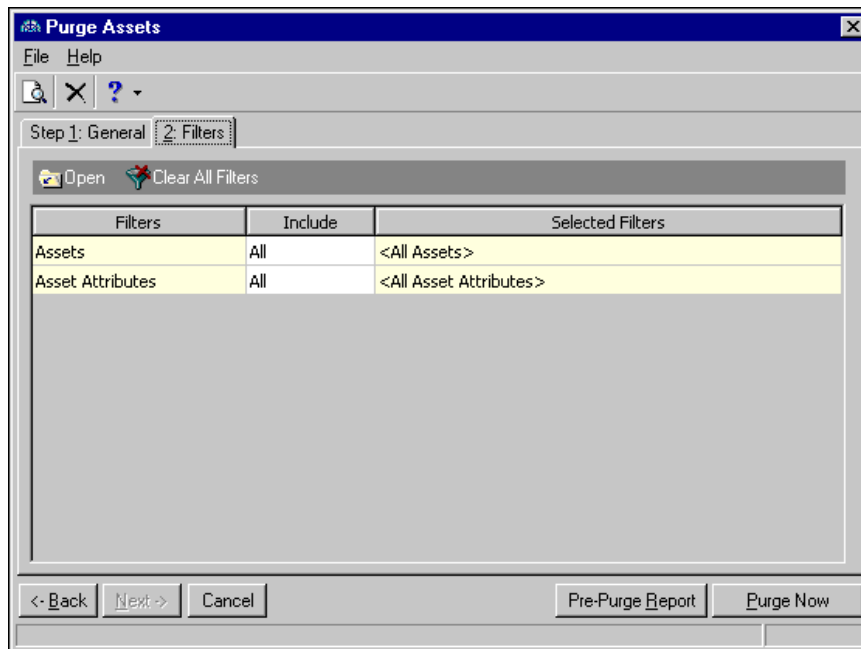 Purge Assets
File Help
?
Step 1: General 2: Filters
Open Clear All Filters
Filters Include Selected Filters
Assets All <All Assets>
Asset Attributes All <All Asset Attributes>
<- Back Next -> Cancel Pre-Purge Report Purge Now